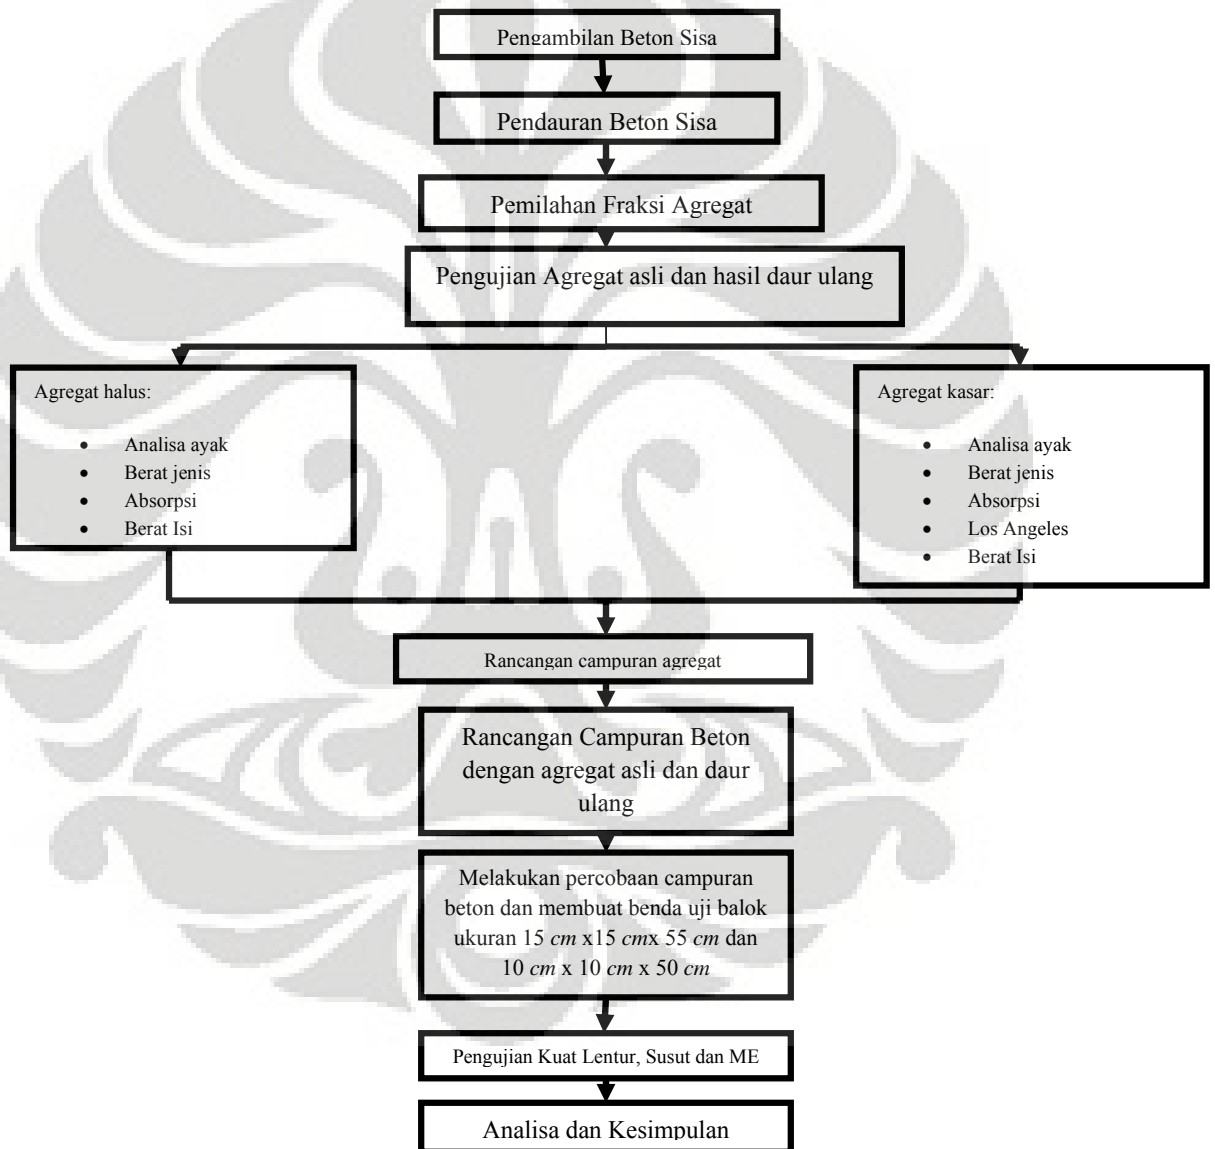 Pengambilan Beton Sisa
Pendauran Beton Sisa
Pemilahan Fraksi Agregat
Pengujian Agregat asli dan hasil daur ulang
Agregat halus:
• Analisa ayak
• Berat jenis
• Absorpsi
• Berat Isi
Agregat kasar:
• Analisa ayak
• Berat jenis
• Absorpsi
• Los Angeles
• Berat Isi
Rancangan campuran agregat
Rancangan Campuran Beton
dengan agregat asli dan daur
ulang
Melakukan percobaan campuran
beton dan membuat benda uji balok
ukuran 15 cm x15 cmx 55 cm dan
10 cm x 10 cm x 50 cm
Pengujian Kuat Lentur, Susut dan ME
Analisa dan Kesimpulan